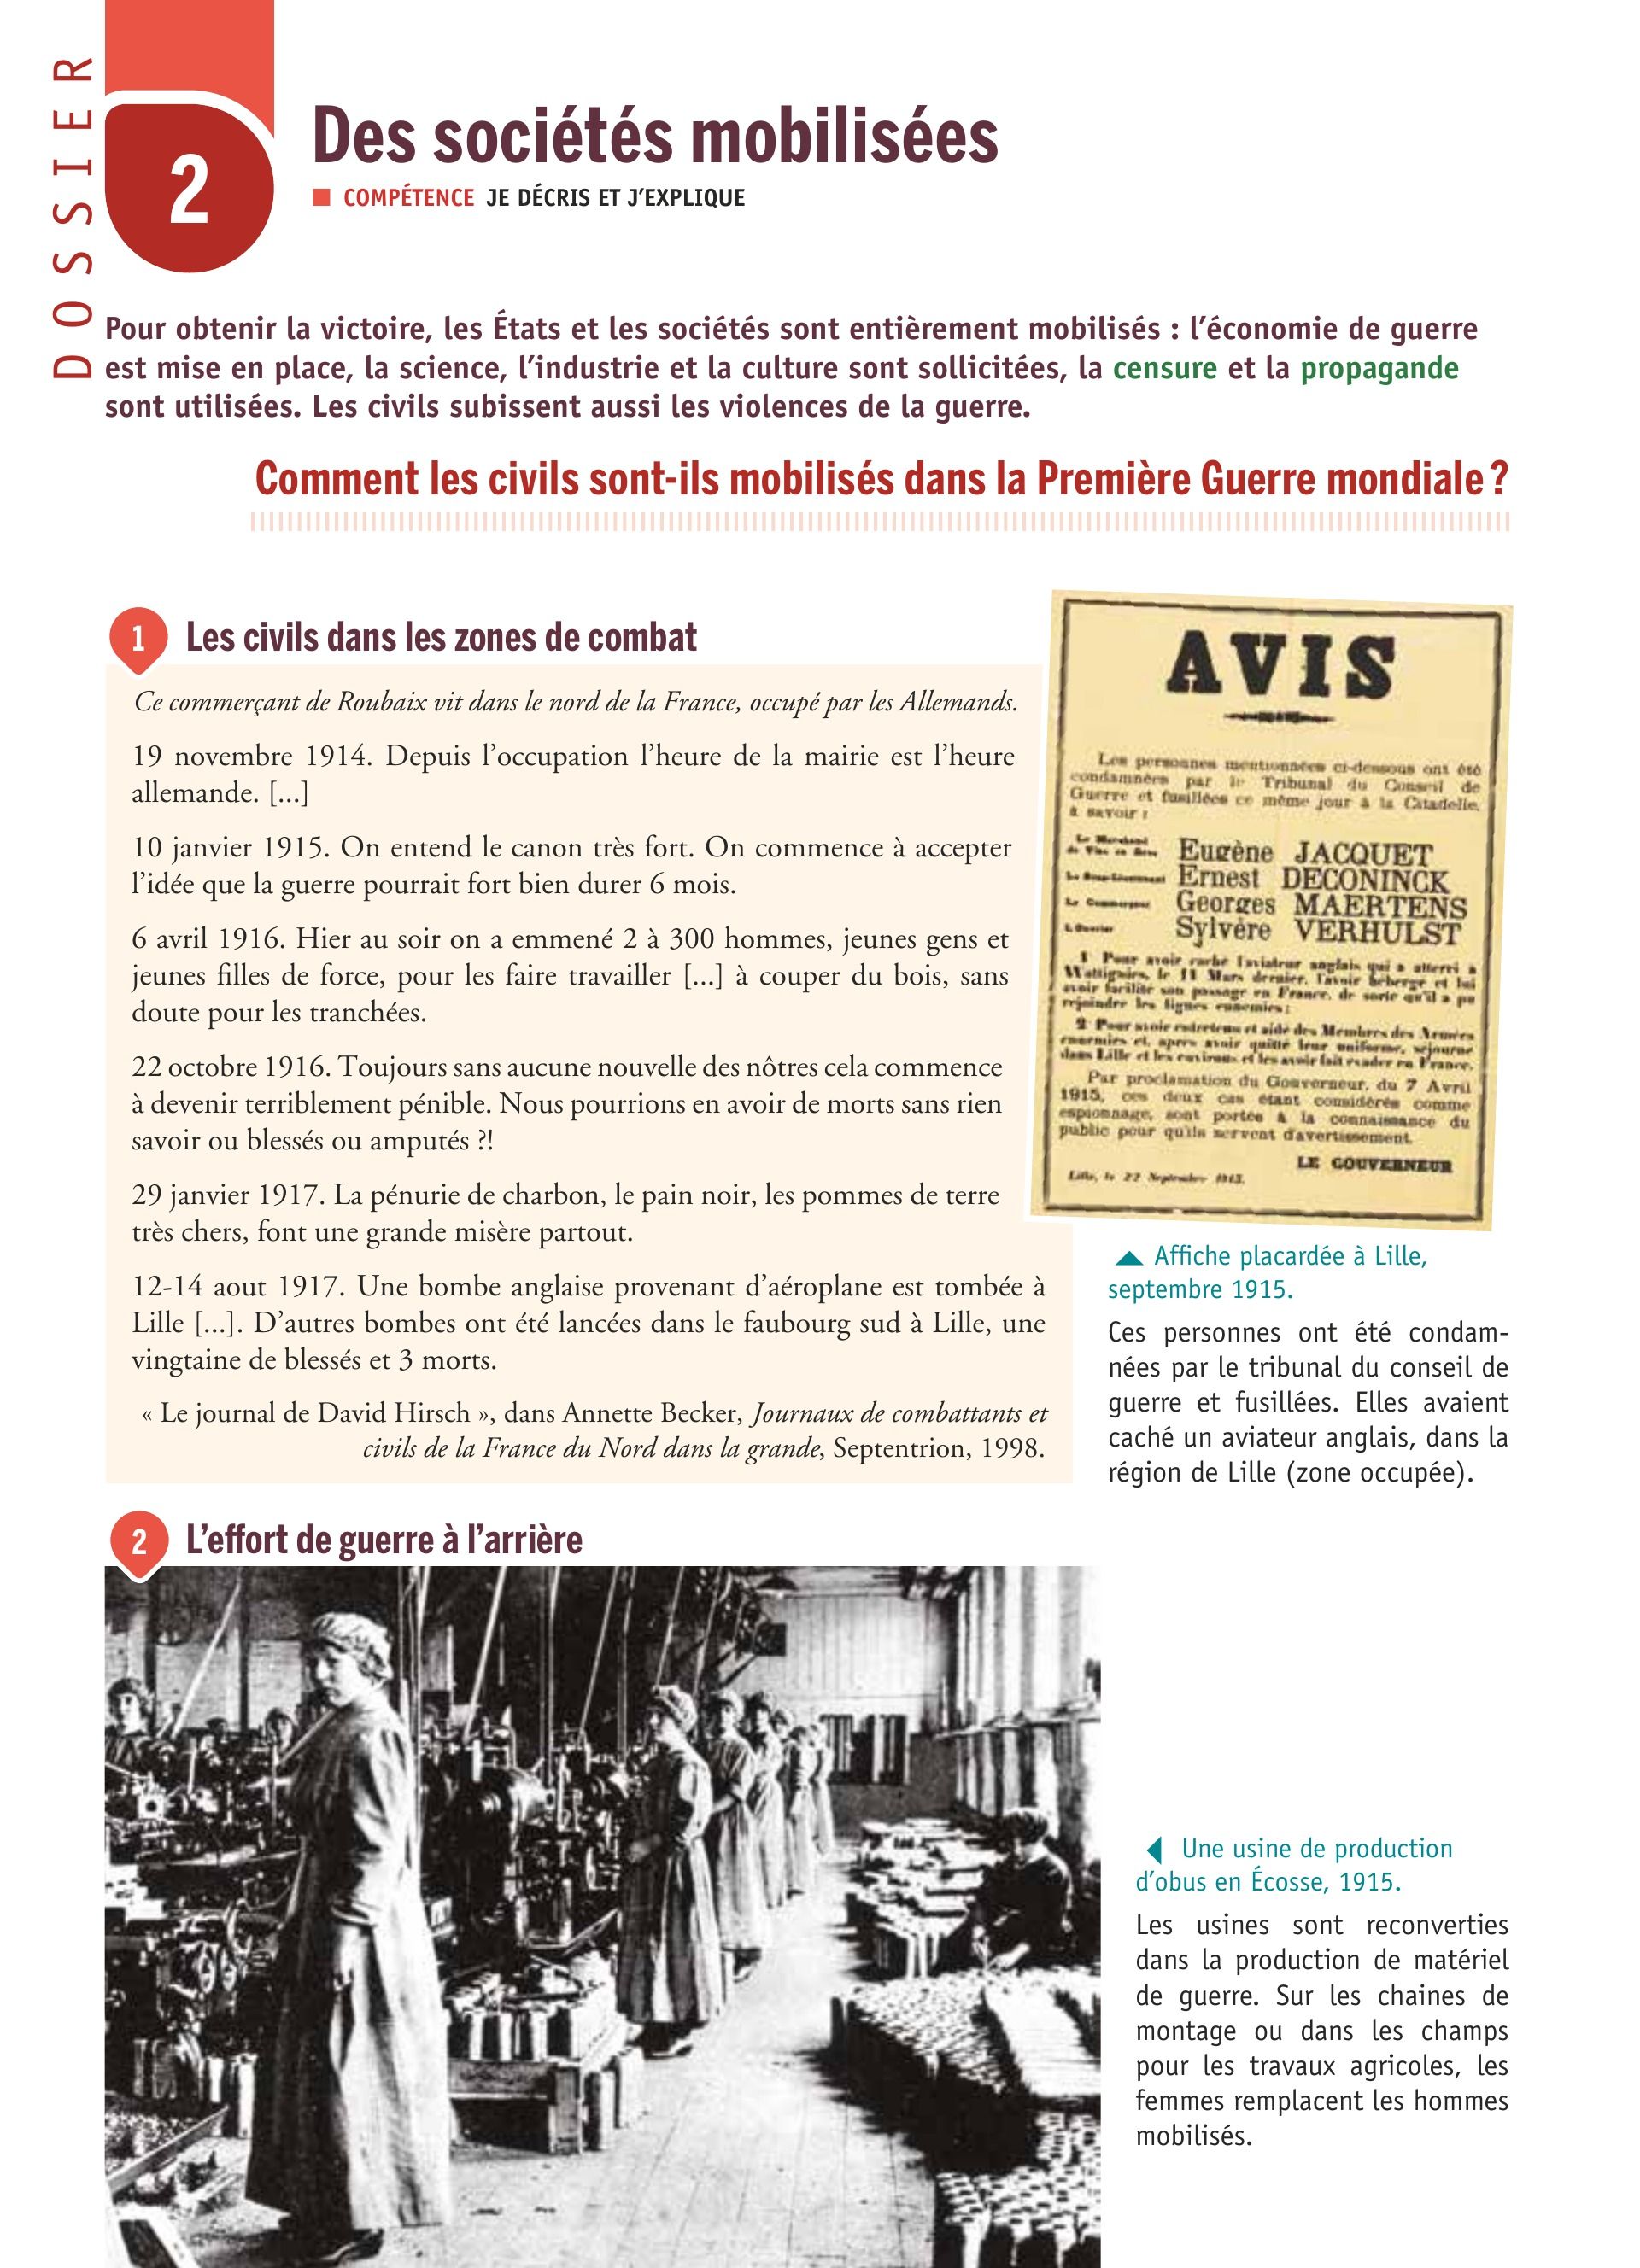 DOSSIER
2
Des sociétés mobilisées
COMPÉTENCE JE DÉCRIS ET J'EXPLIQUE
Pour obtenir la victoire, les États et les sociétés sont entièrement mobilisés : l'économie de guerre
est mise en place, la science, l'industrie et la culture sont sollicitées, la censure et la propagande
sont utilisées. Les civils subissent aussi les violences de la guerre.
Comment les civils sont-ils mobilisés dans la Première Guerre mondiale ?
1 Les civils dans les zones de combat
Ce commerçant de Roubaix vit dans le nord de la France, occupé par les Allemands.
19 novembre 1914. Depuis l'occupation l'heure de la mairie est l'heure
allemande. [...]
10 janvier 1915. On entend le canon très fort. On commence à accepter
l'idée que la guerre pourrait fort bien durer 6 mois.
6 avril 1916. Hier au soir on a emmené 2 à 300 hommes, jeunes gens et
jeunes filles de force, pour les faire travailler [...] à couper du bois, sans
doute pour les tranchées.
22 octobre 1916. Toujours sans aucune nouvelle des nôtres cela commence
à devenir terriblement pénible. Nous pourrions en avoir de morts sans rien
savoir ou blessés ou amputés ?!
29 janvier 1917. La pénurie de charbon, le pain noir, les pommes de terre
très chers, font une grande misère partout.
12-14 aout 1917. Une bombe anglaise provenant d'aéroplane est tombée à
Lille [...]. D'autres bombes ont été lancées dans le faubourg sud à Lille, une
vingtaine de blessés et 3 morts.
« Le journal de David Hirsch », dans Annette Becker, Journaux de combattants et
civils de la France du Nord dans la grande, Septentrion, 1998.
AVIS
Les personnes mentionnées ci-dessous ont été
condamnées par le Tribunal du Conseil de
Guerre et fusillées ce même jour à la Citadelle,
à savoir :
Le Marchand
de Vins en Gros Eugène JACQUET
Le Sous-Lieutenant Ernest DECONINCK
Le Commerçant Georges MAERTENS
L'Ouvrier Sylvère VERHULST
1 Pour avoir caché l'aviateur anglais qui a atterri à
Wattignies, le 11 Mars dernier, l'avoir hébergé et lui
avoir facilité son passage en France, de sorte qu'il a pu
rejoindre les lignes ennemies ;
2 Pour avoir entretenu et aidé des Membres des Armées
ennemies et, après avoir quitté leur uniforme, séjourné
dans Lille et les environs et les avoir fait évader en France.
Par proclamation du Gouverneur, du 7 Avril
1915, ces deux cas étant considérés comme
espionnage, sont portés à la connaissance du
public pour qu'ils servent d'avertissement.
LE GOUVERNEUR
Lille, le 22 Septembre 1915.
Affiche placardée à Lille,
septembre 1915.
Ces personnes ont été condam-
nées par le tribunal du conseil de
guerre et fusillées. Elles avaient
caché un aviateur anglais, dans la
région de Lille (zone occupée).
2 L'effort de guerre à l'arrière
Une usine de production
d'obus en Écosse, 1915.
Les usines sont reconverties
dans la production de matériel
de guerre. Sur les chaines de
montage ou dans les champs
pour les travaux agricoles, les
femmes remplacent les hommes
mobilisés.